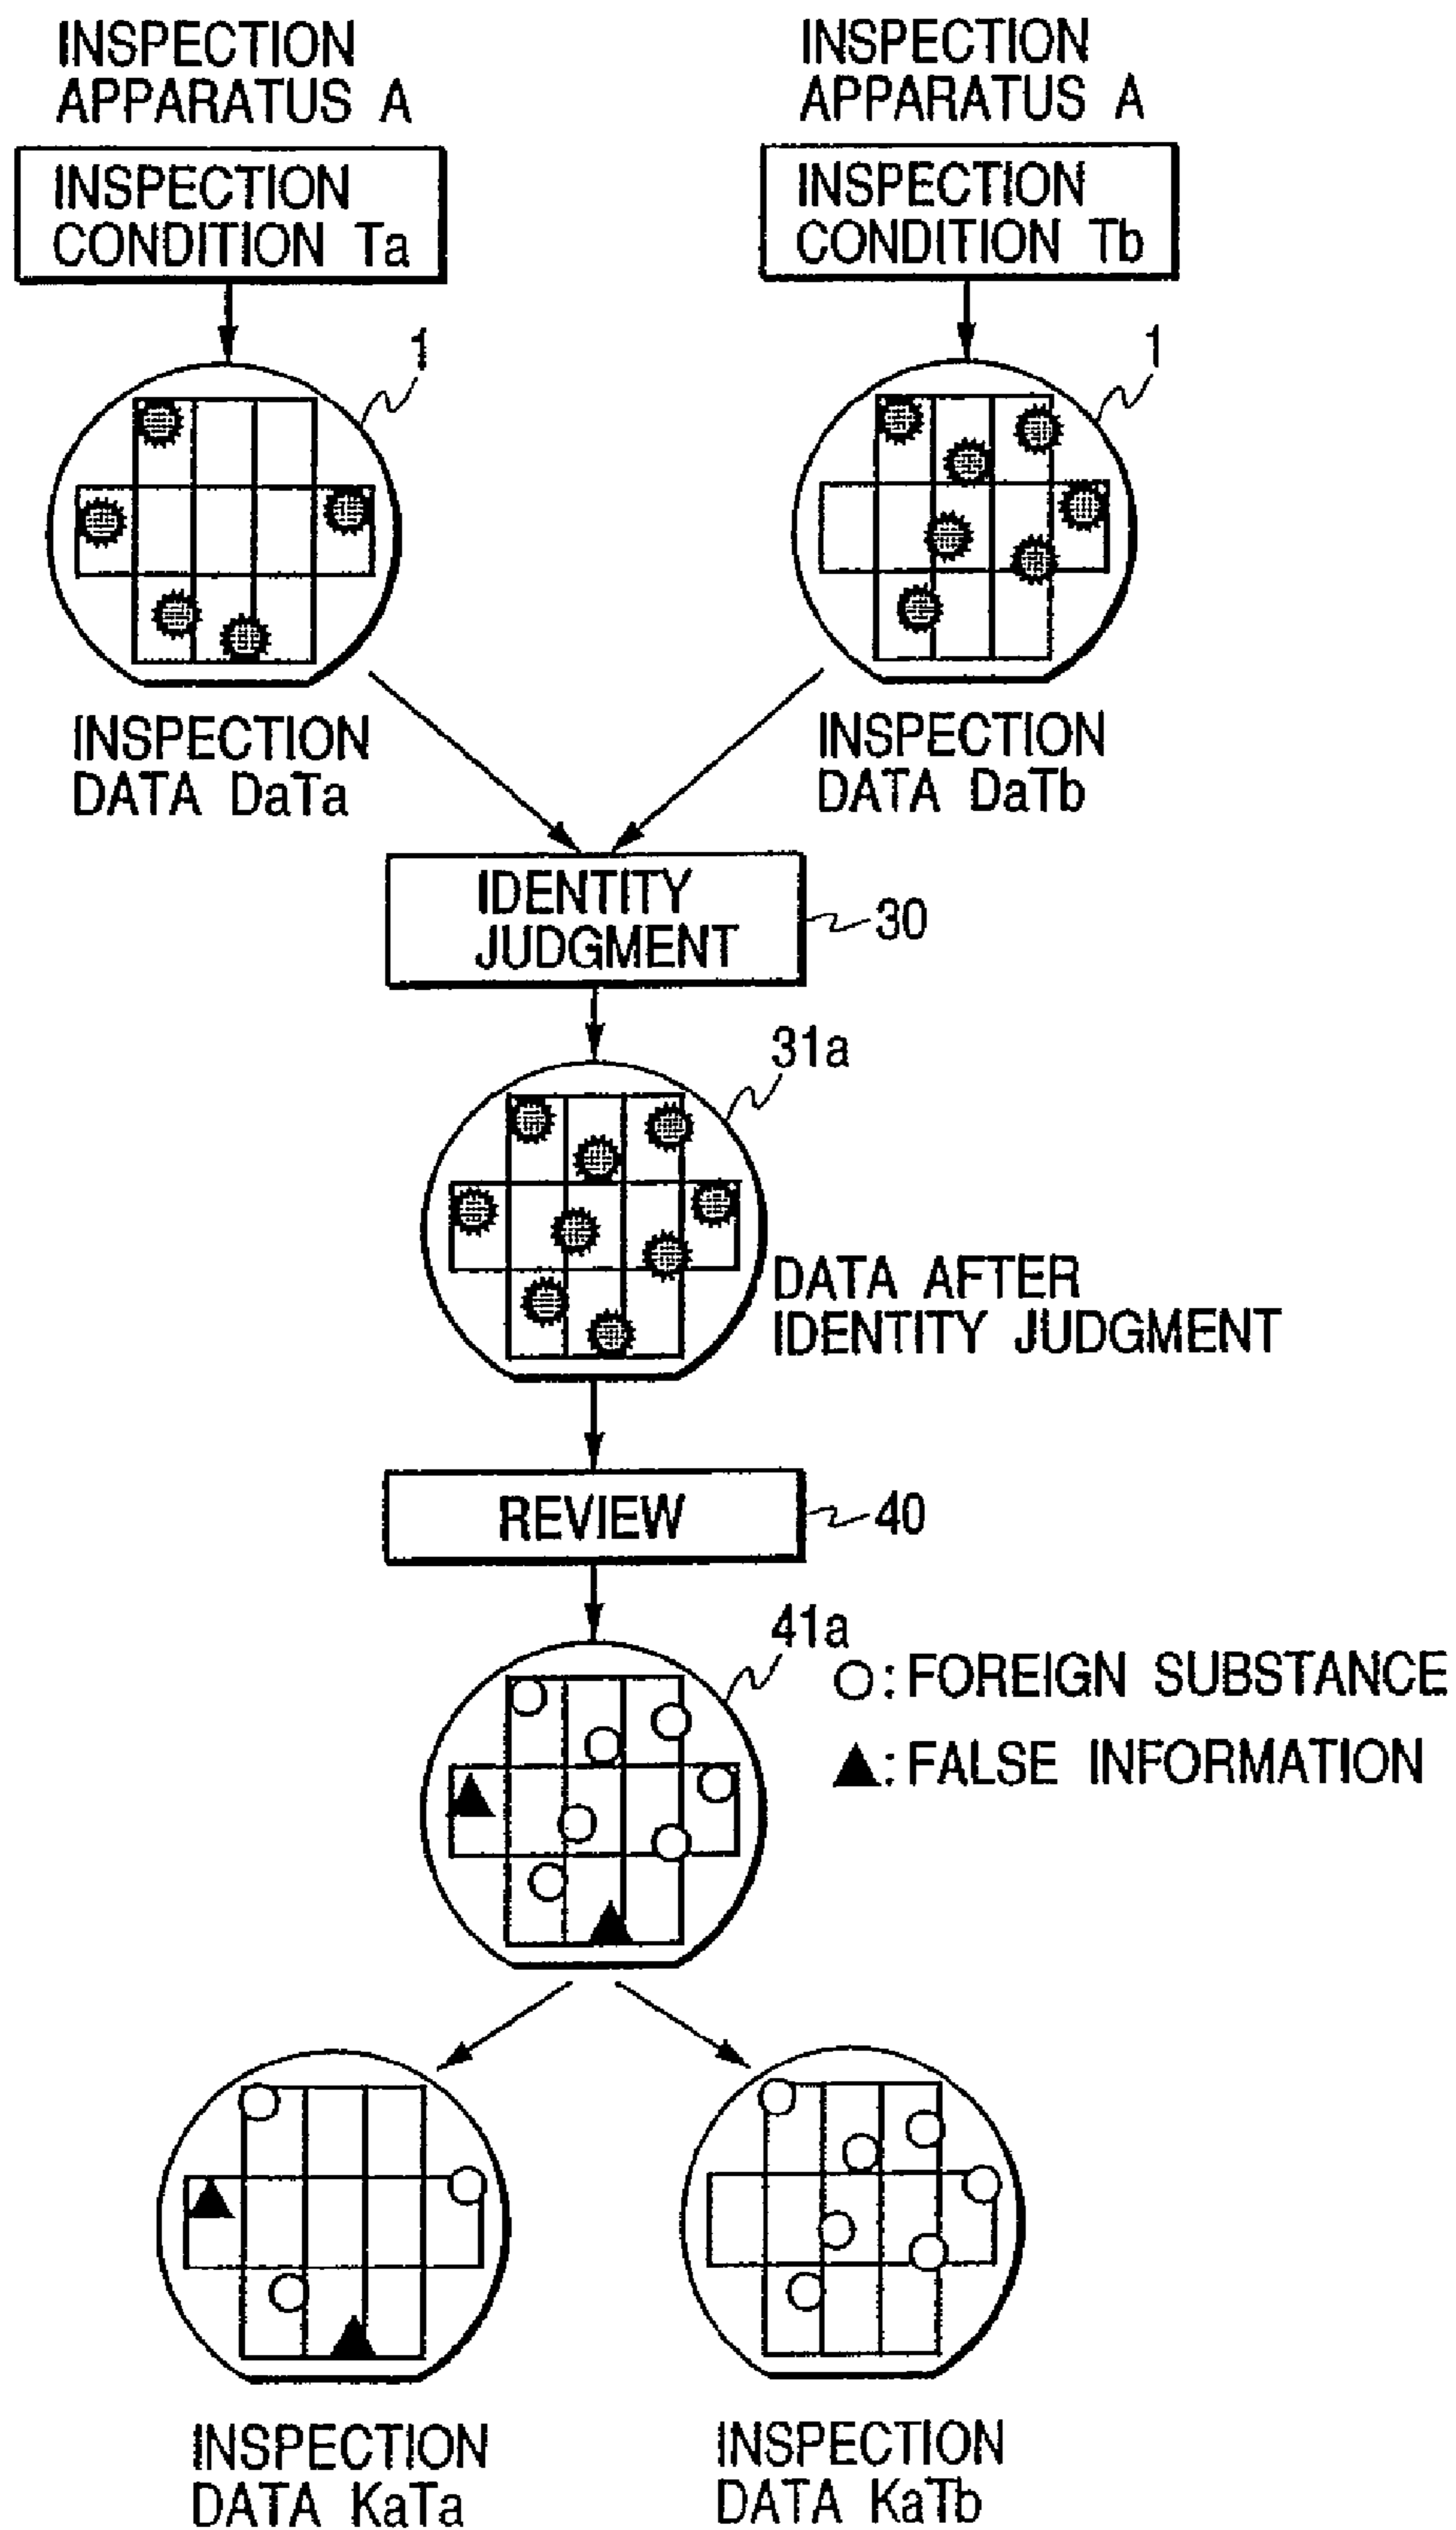 INSPECTION
APPARATUS A
INSPECTION
CONDITION Ta
1
INSPECTION
DATA DaTa
INSPECTION
APPARATUS A
INSPECTION
CONDITION Tb
1
INSPECTION
DATA DaTb
IDENTITY
JUDGMENT
30
31a
DATA AFTER
IDENTITY JUDGMENT
REVIEW
40
41a
○: FOREIGN SUBSTANCE
▲: FALSE INFORMATION
INSPECTION
DATA KaTa
INSPECTION
DATA KaTb